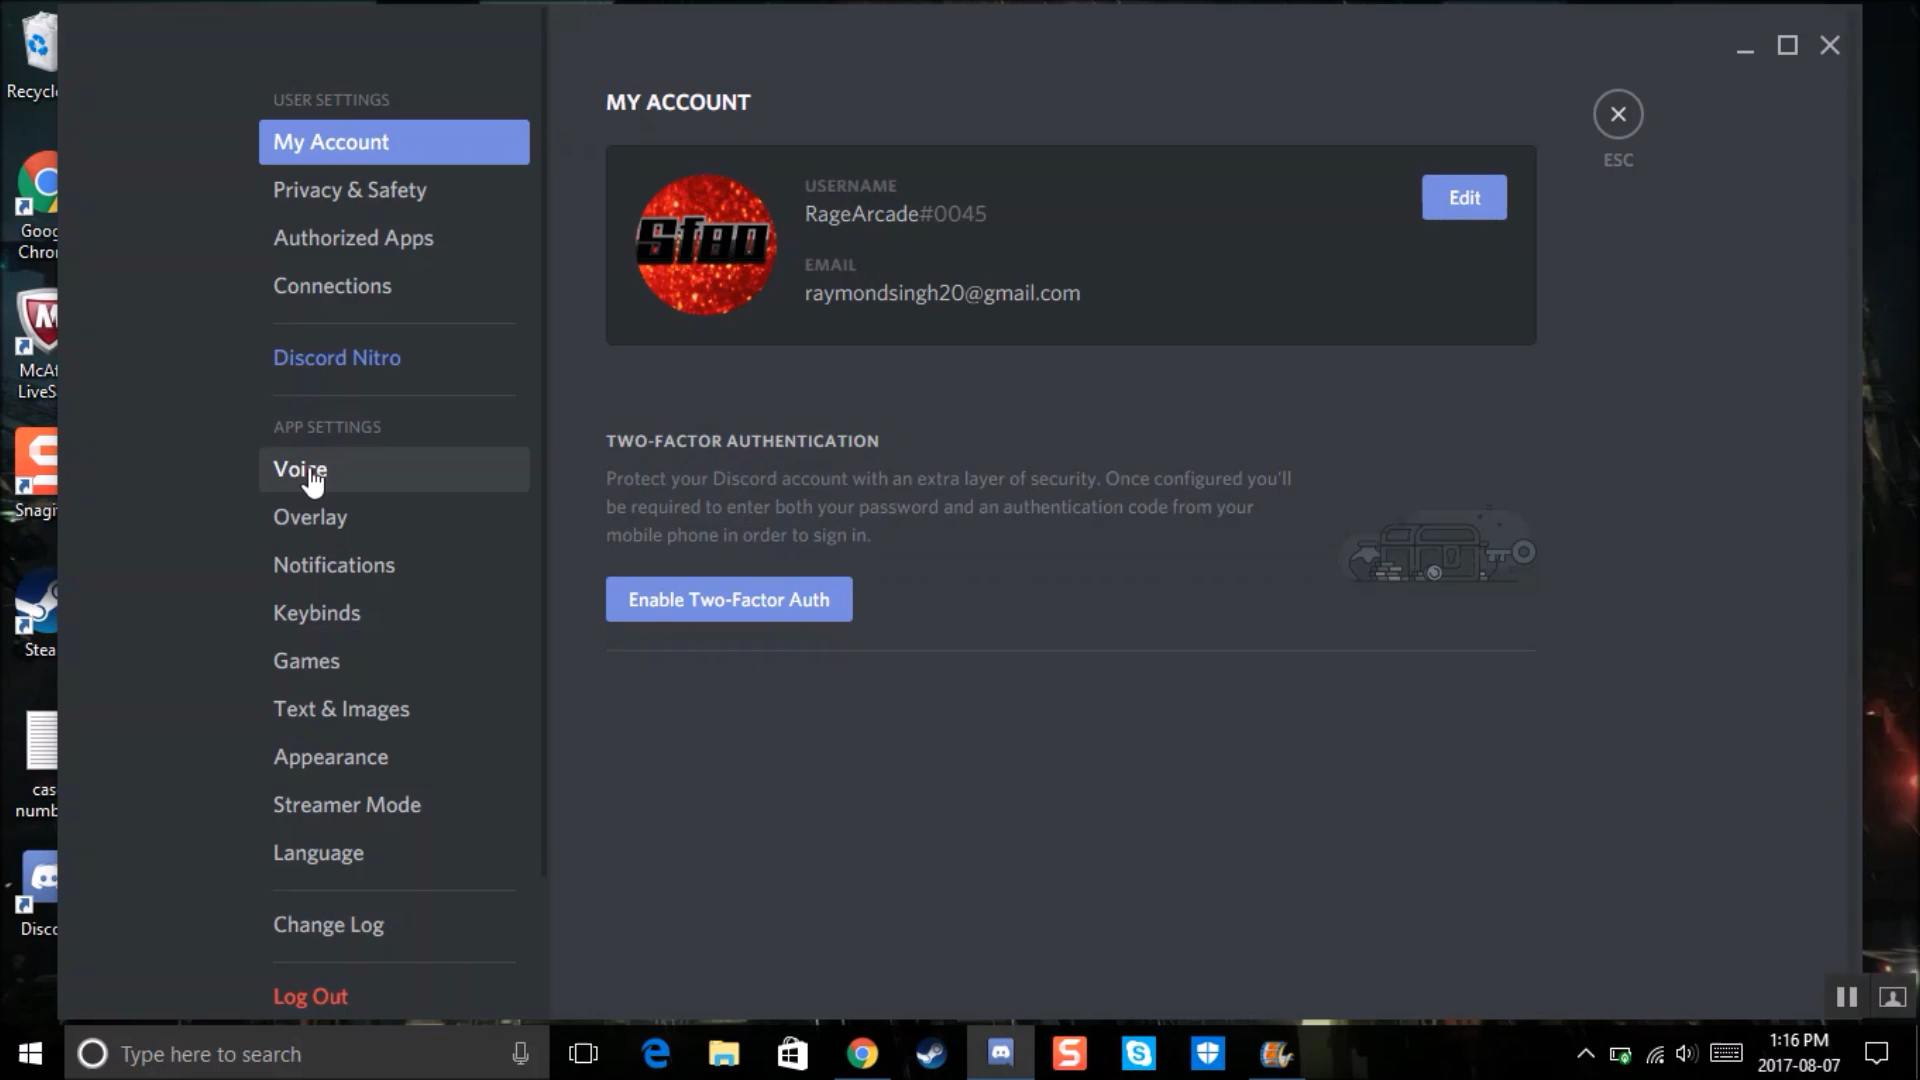 Recycl
USER SETTINGS
My Account
Privacy & Safety
Authorized Apps
Connections
Discord Nitro
APP SETTINGS
Voice
Overlay
Notifications
Keybinds
Games
Text & Images
Appearance
Streamer Mode
Language
Change Log
Log Out
MY ACCOUNT
Sfan
USERNAME
RageArcade#0045
EMAIL
raymondsingh20@gmail.com
Edit
ESC
TWO-FACTOR AUTHENTICATION
Protect your Discord account with an extra layer of security. Once configured you'll
be required to enter both your password and an authentication code from your
mobile phone in order to sign in.
Enable Two-Factor Auth
Goog
Chron
McAf
LiveS
Snagi
Stea
cas
numb
Disco
Type here to search
1:16 PM
2017-08-07